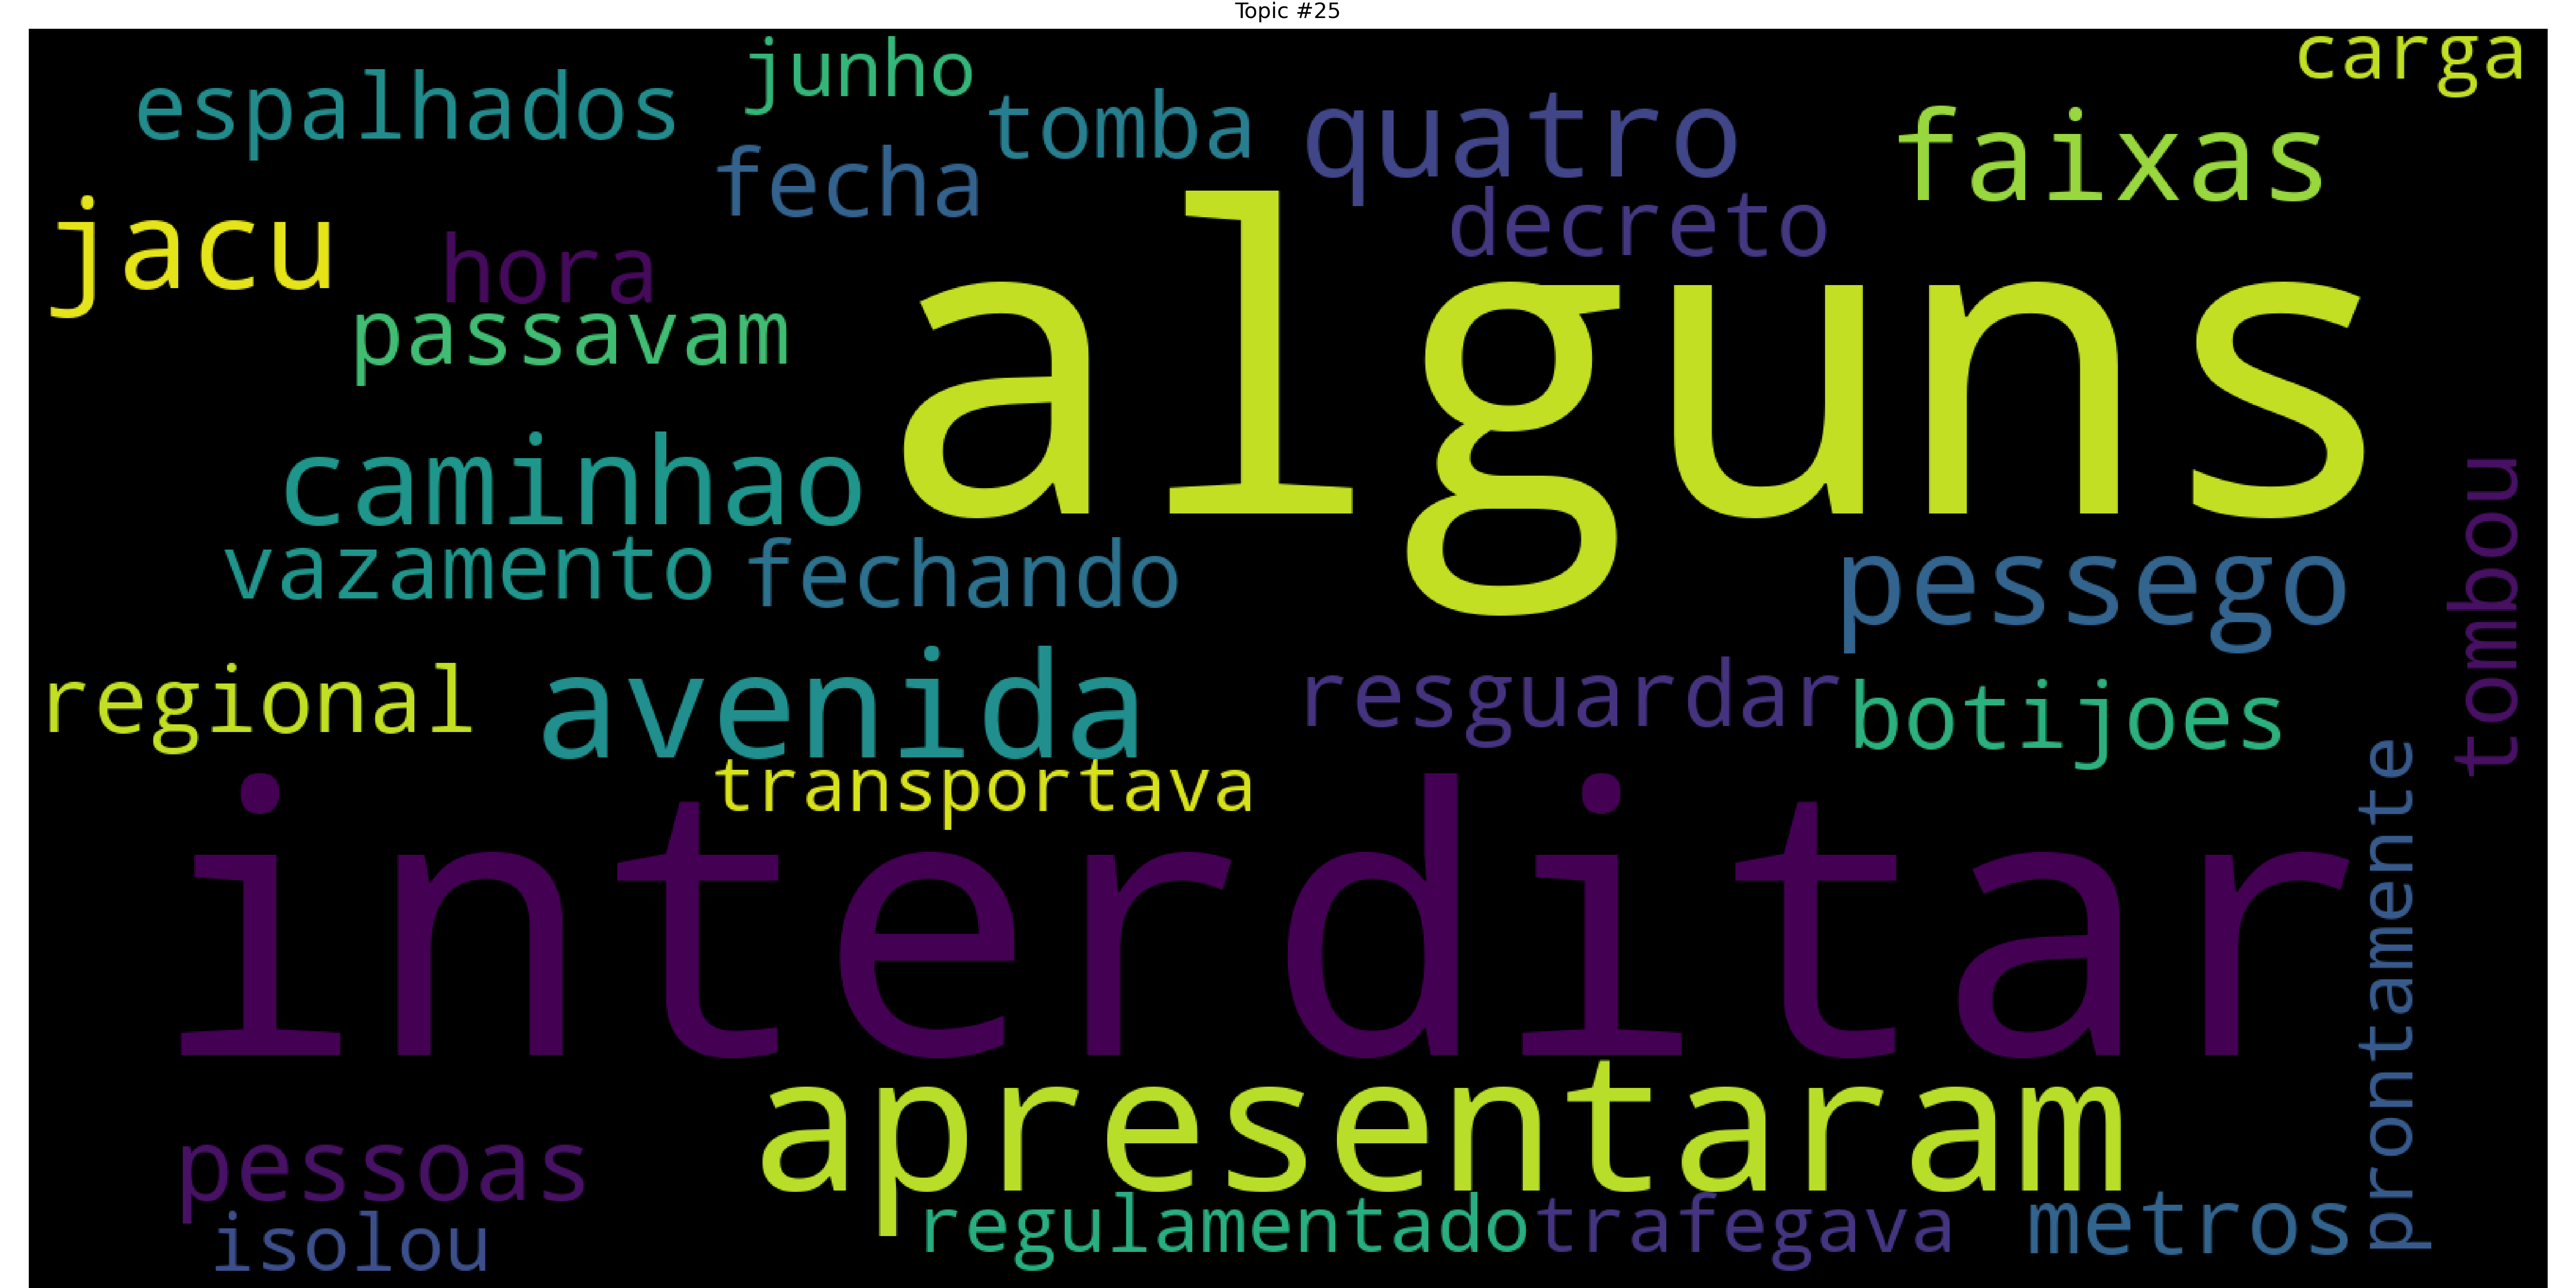 Topic #25
carga
junho
espalhados
tomba
quatro
faixas
fecha
decreto
jacu
hora
passavam
alguns
caminhao
vazamento
fechando
pessego
tombou
regional
avenida
resguardar
botijoes
transportava
interditar
prontamente
apresentaram
pessoas
regulamentado
trafegava
metros
isolou